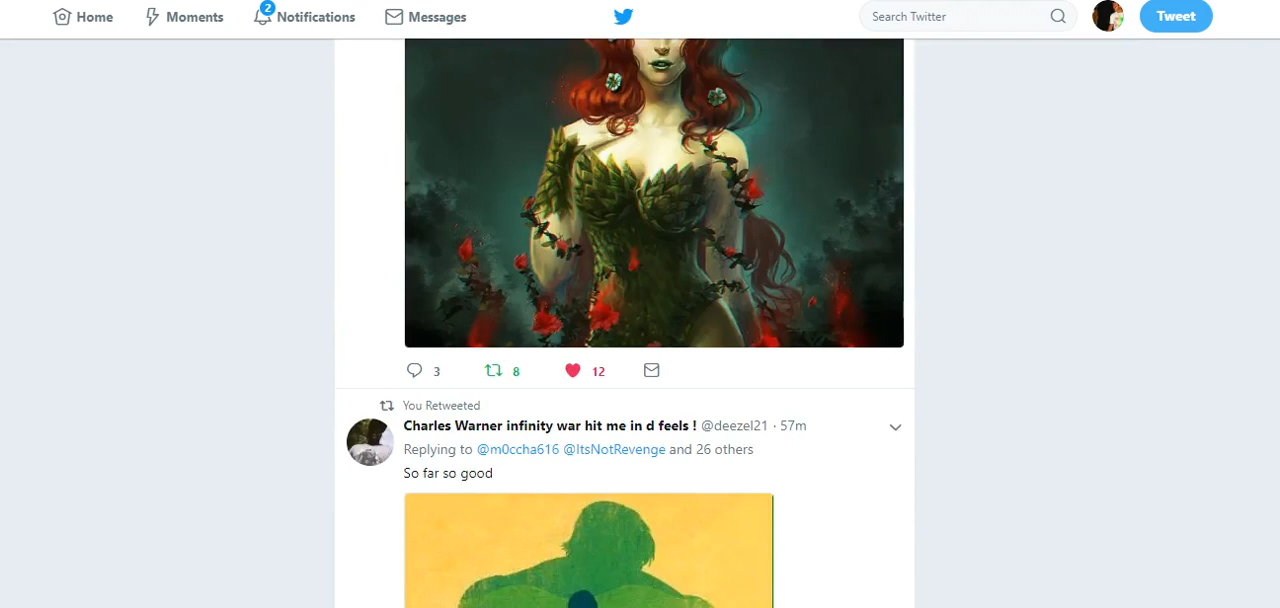 Home Moments 2 Notifications Messages Search Twitter Tweet
3 8 12
You Retweeted
Charles Warner infinity war hit me in d feels ! @deezel21 · 57m
Replying to @m0ccha616 @ItsNotRevenge and 26 others
So far so good